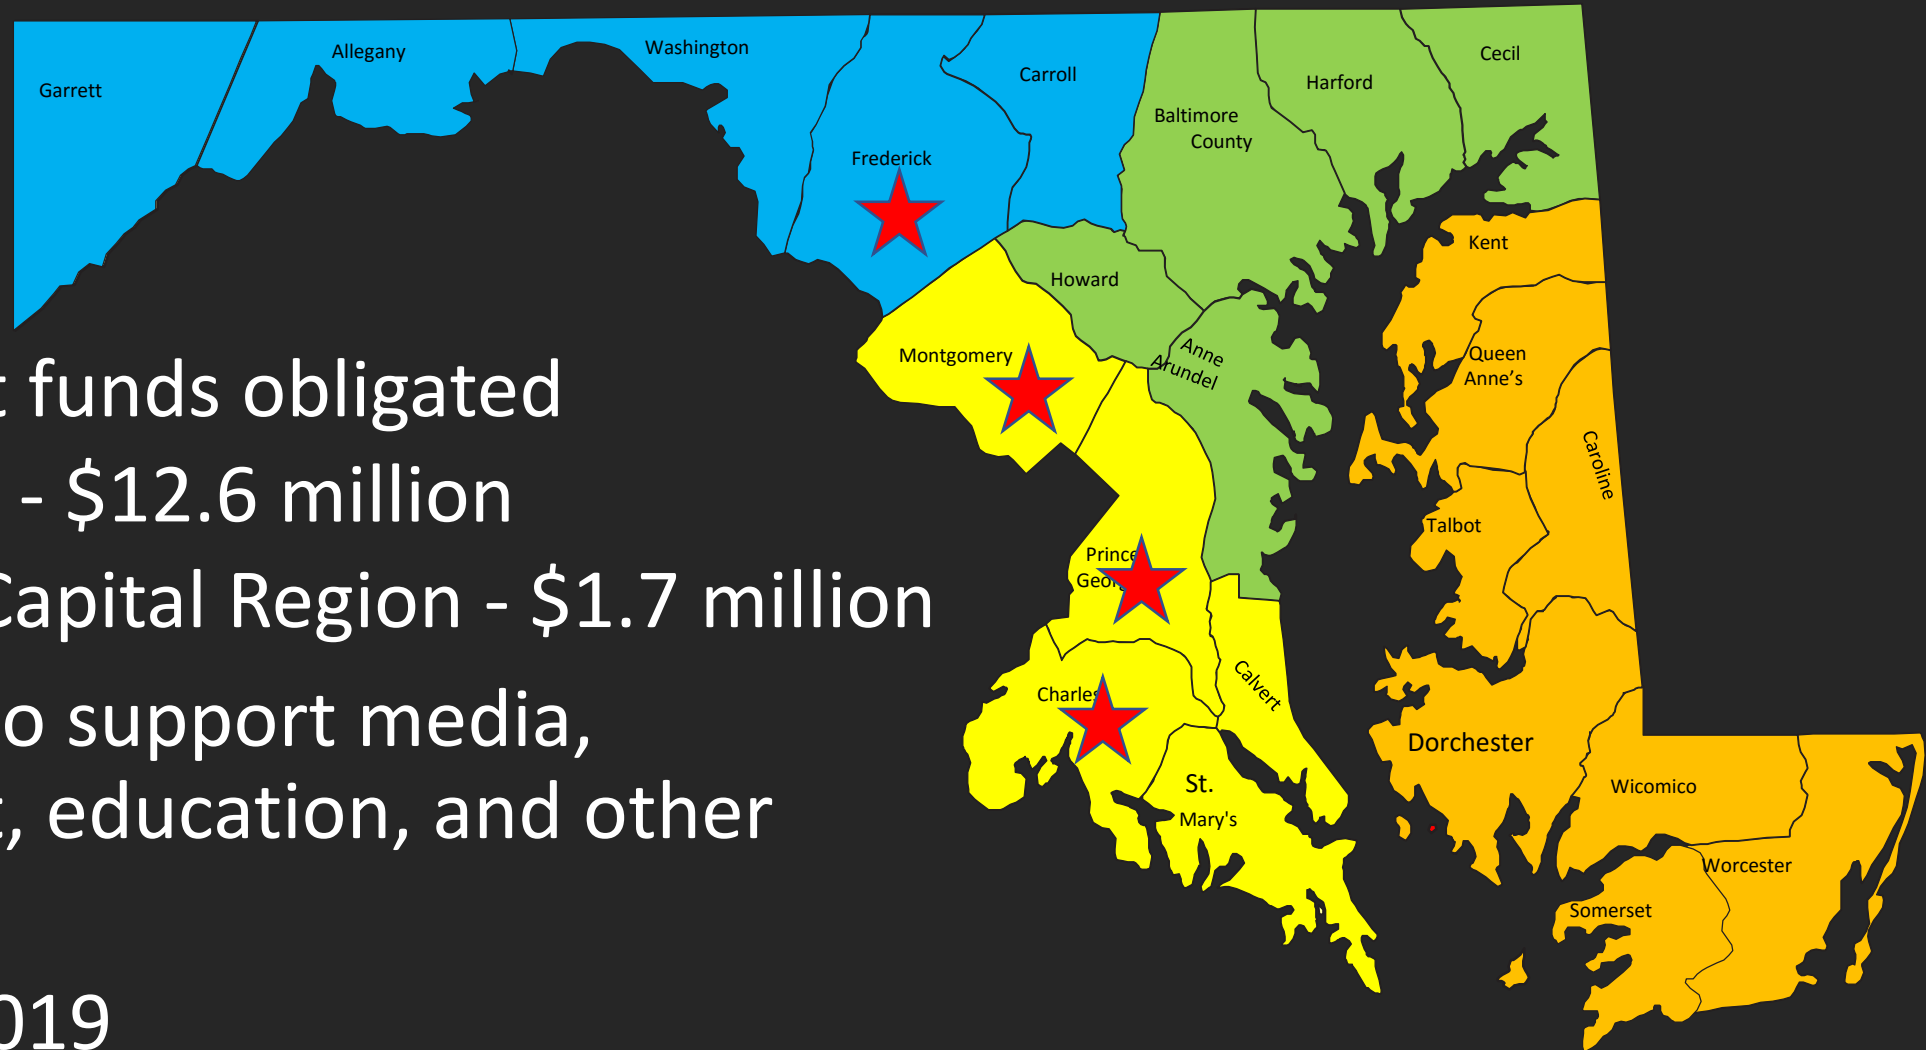 Garrett
Allegany
Washington
Frederick
Carroll
Baltimore
County
Harford
Cecil
Howard
Anne
Arundel
Montgomery
Kent
Queen
Anne's
Caroline
Talbot
Prince
Charles
Calvert
St.
Mary's
Dorchester
Wicomico
Worcester
Somerset
funds obligated
- $12.6 million
Capital Region - $1.7 million
support media,
education, and other